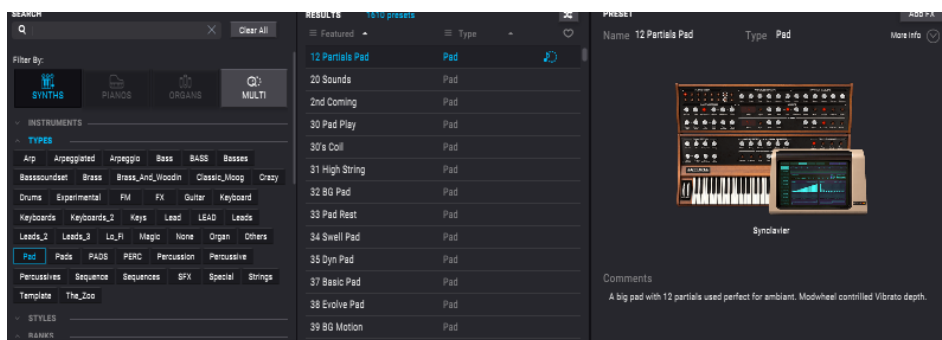 SEARCH
Clear All
Filter By:
SYNTHS PIANOS ORGANS MULTI
INSTRUMENTS
TYPES
Arp Arpeggiated Arpeggio Bass BASS Basses
Basssoundset Brass Brass_And_Woodin Classic_Moog Crazy
Drums Experimental FM FX Guitar Keyboard
Keyboards Keyboards_2 Keys Lead LEAD Leads
Leads_2 Leads_3 Lo_Fi Magic None Organ Others
Pad Pads PADS PERC Percussion Percussive
Percussives Sequence Sequences SFX Special Strings
Template The_Zoo
STYLES
BANKS
RESULTS 1610 presets
Featured Type
12 Partials Pad Pad
20 Sounds Pad
2nd Coming Pad
30 Pad Play Pad
30's Coil Pad
31 High String Pad
32 BG Pad Pad
33 Pad Rest Pad
34 Swell Pad Pad
35 Dyn Pad Pad
37 Basic Pad Pad
38 Evolve Pad Pad
39 BG Motion Pad
PRESET Add FX
Name 12 Partials Pad Type Pad More Info
Synclavier
Comments
A big pad with 12 partials used perfect for ambiant. Modwheel controlled Vibrato depth.